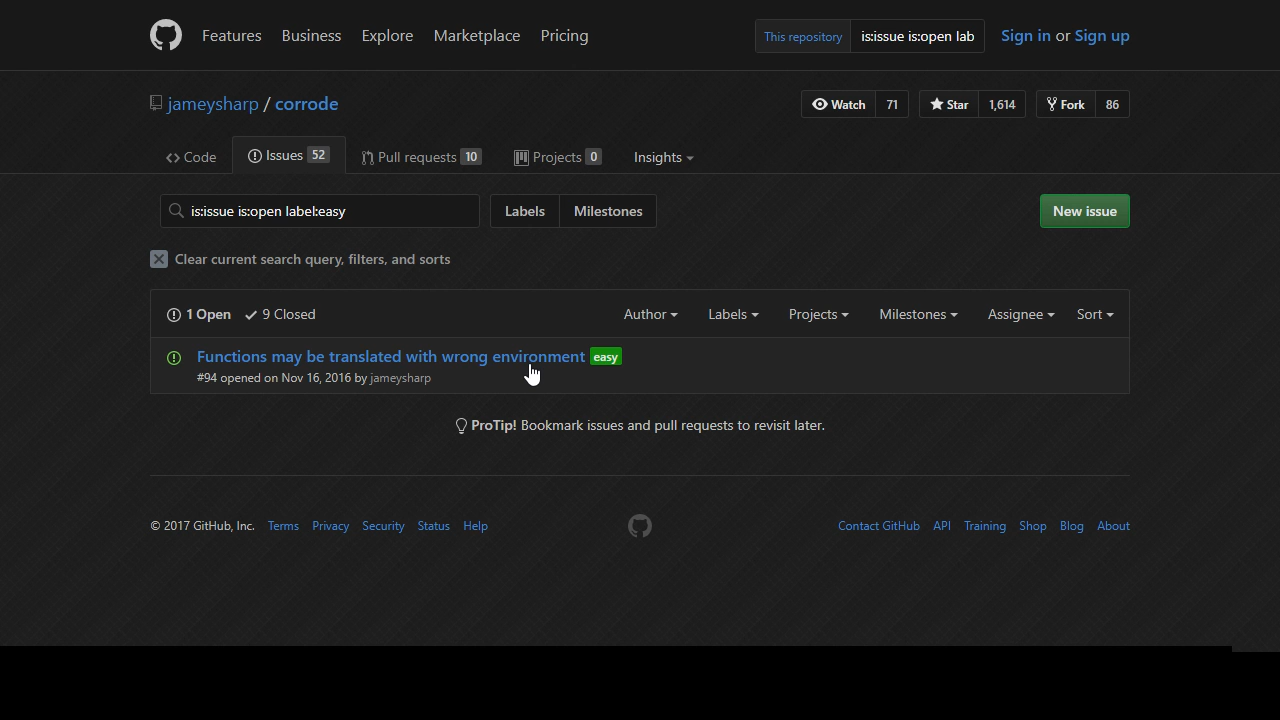 Features Business Explore Marketplace Pricing This repository is:issue is:open lab Sign in or Sign up
jameysharp / corrode Watch 71 Star 1,614 Fork 86
Code Issues 52 Pull requests 10 Projects 0 Insights
is:issue is:open label:easy Labels Milestones New issue
Clear current search query, filters, and sorts
1 Open 9 Closed Author Labels Projects Milestones Assignee Sort
Functions may be translated with wrong environment easy
#94 opened on Nov 16, 2016 by jameysharp
ProTip! Bookmark issues and pull requests to revisit later.
© 2017 GitHub, Inc. Terms Privacy Security Status Help Contact GitHub API Training Shop Blog About